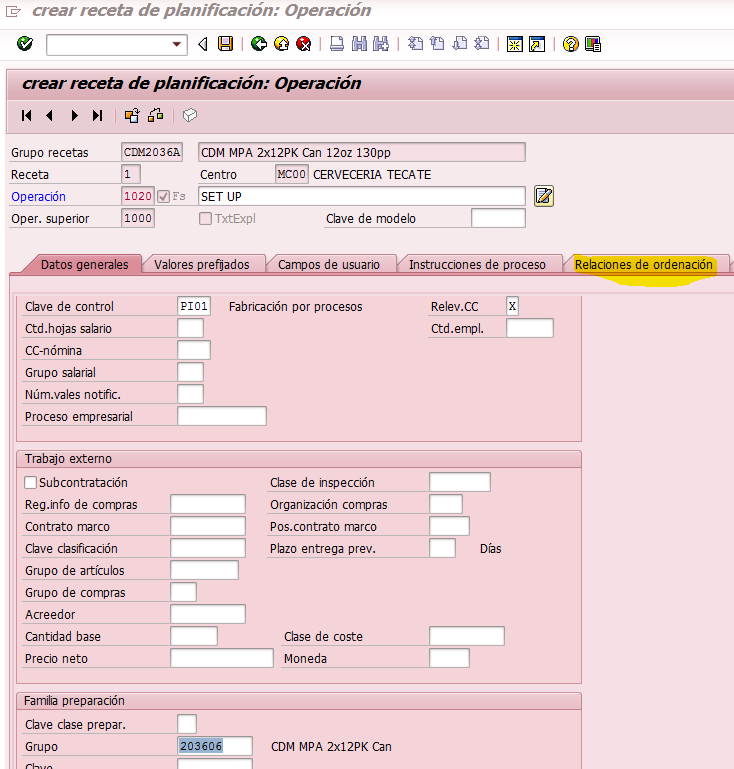 crear receta de planificación: Operación
crear receta de planificación: Operación
Grupo recetas CDM2036A CDM MPA 2x12PK Can 12oz 130pp
Receta 1 Centro MC00 CERVECERIA TECATE
Operación 1020 Fs SET UP
Oper. superior 1000 TxtExpl Clave de modelo
Datos generales Valores prefijados Campos de usuario Instrucciones de proceso Relaciones de ordenación
Clave de control PI01 Fabricación por procesos Relev.CC X
Ctd.hojas salario Ctd.empl.
CC-nómina
Grupo salarial
Núm.vales notific.
Proceso empresarial
Trabajo externo
Subcontratación Clase de inspección
Reg.info de compras Organización compras
Contrato marco Pos.contrato marco
Clave clasificación Plazo entrega prev. Días
Grupo de artículos
Grupo de compras
Acreedor
Cantidad base Clase de coste
Precio neto Moneda
Familia preparación
Clave clase prepar.
Grupo 203606 CDM MPA 2x12PK Can
Clave